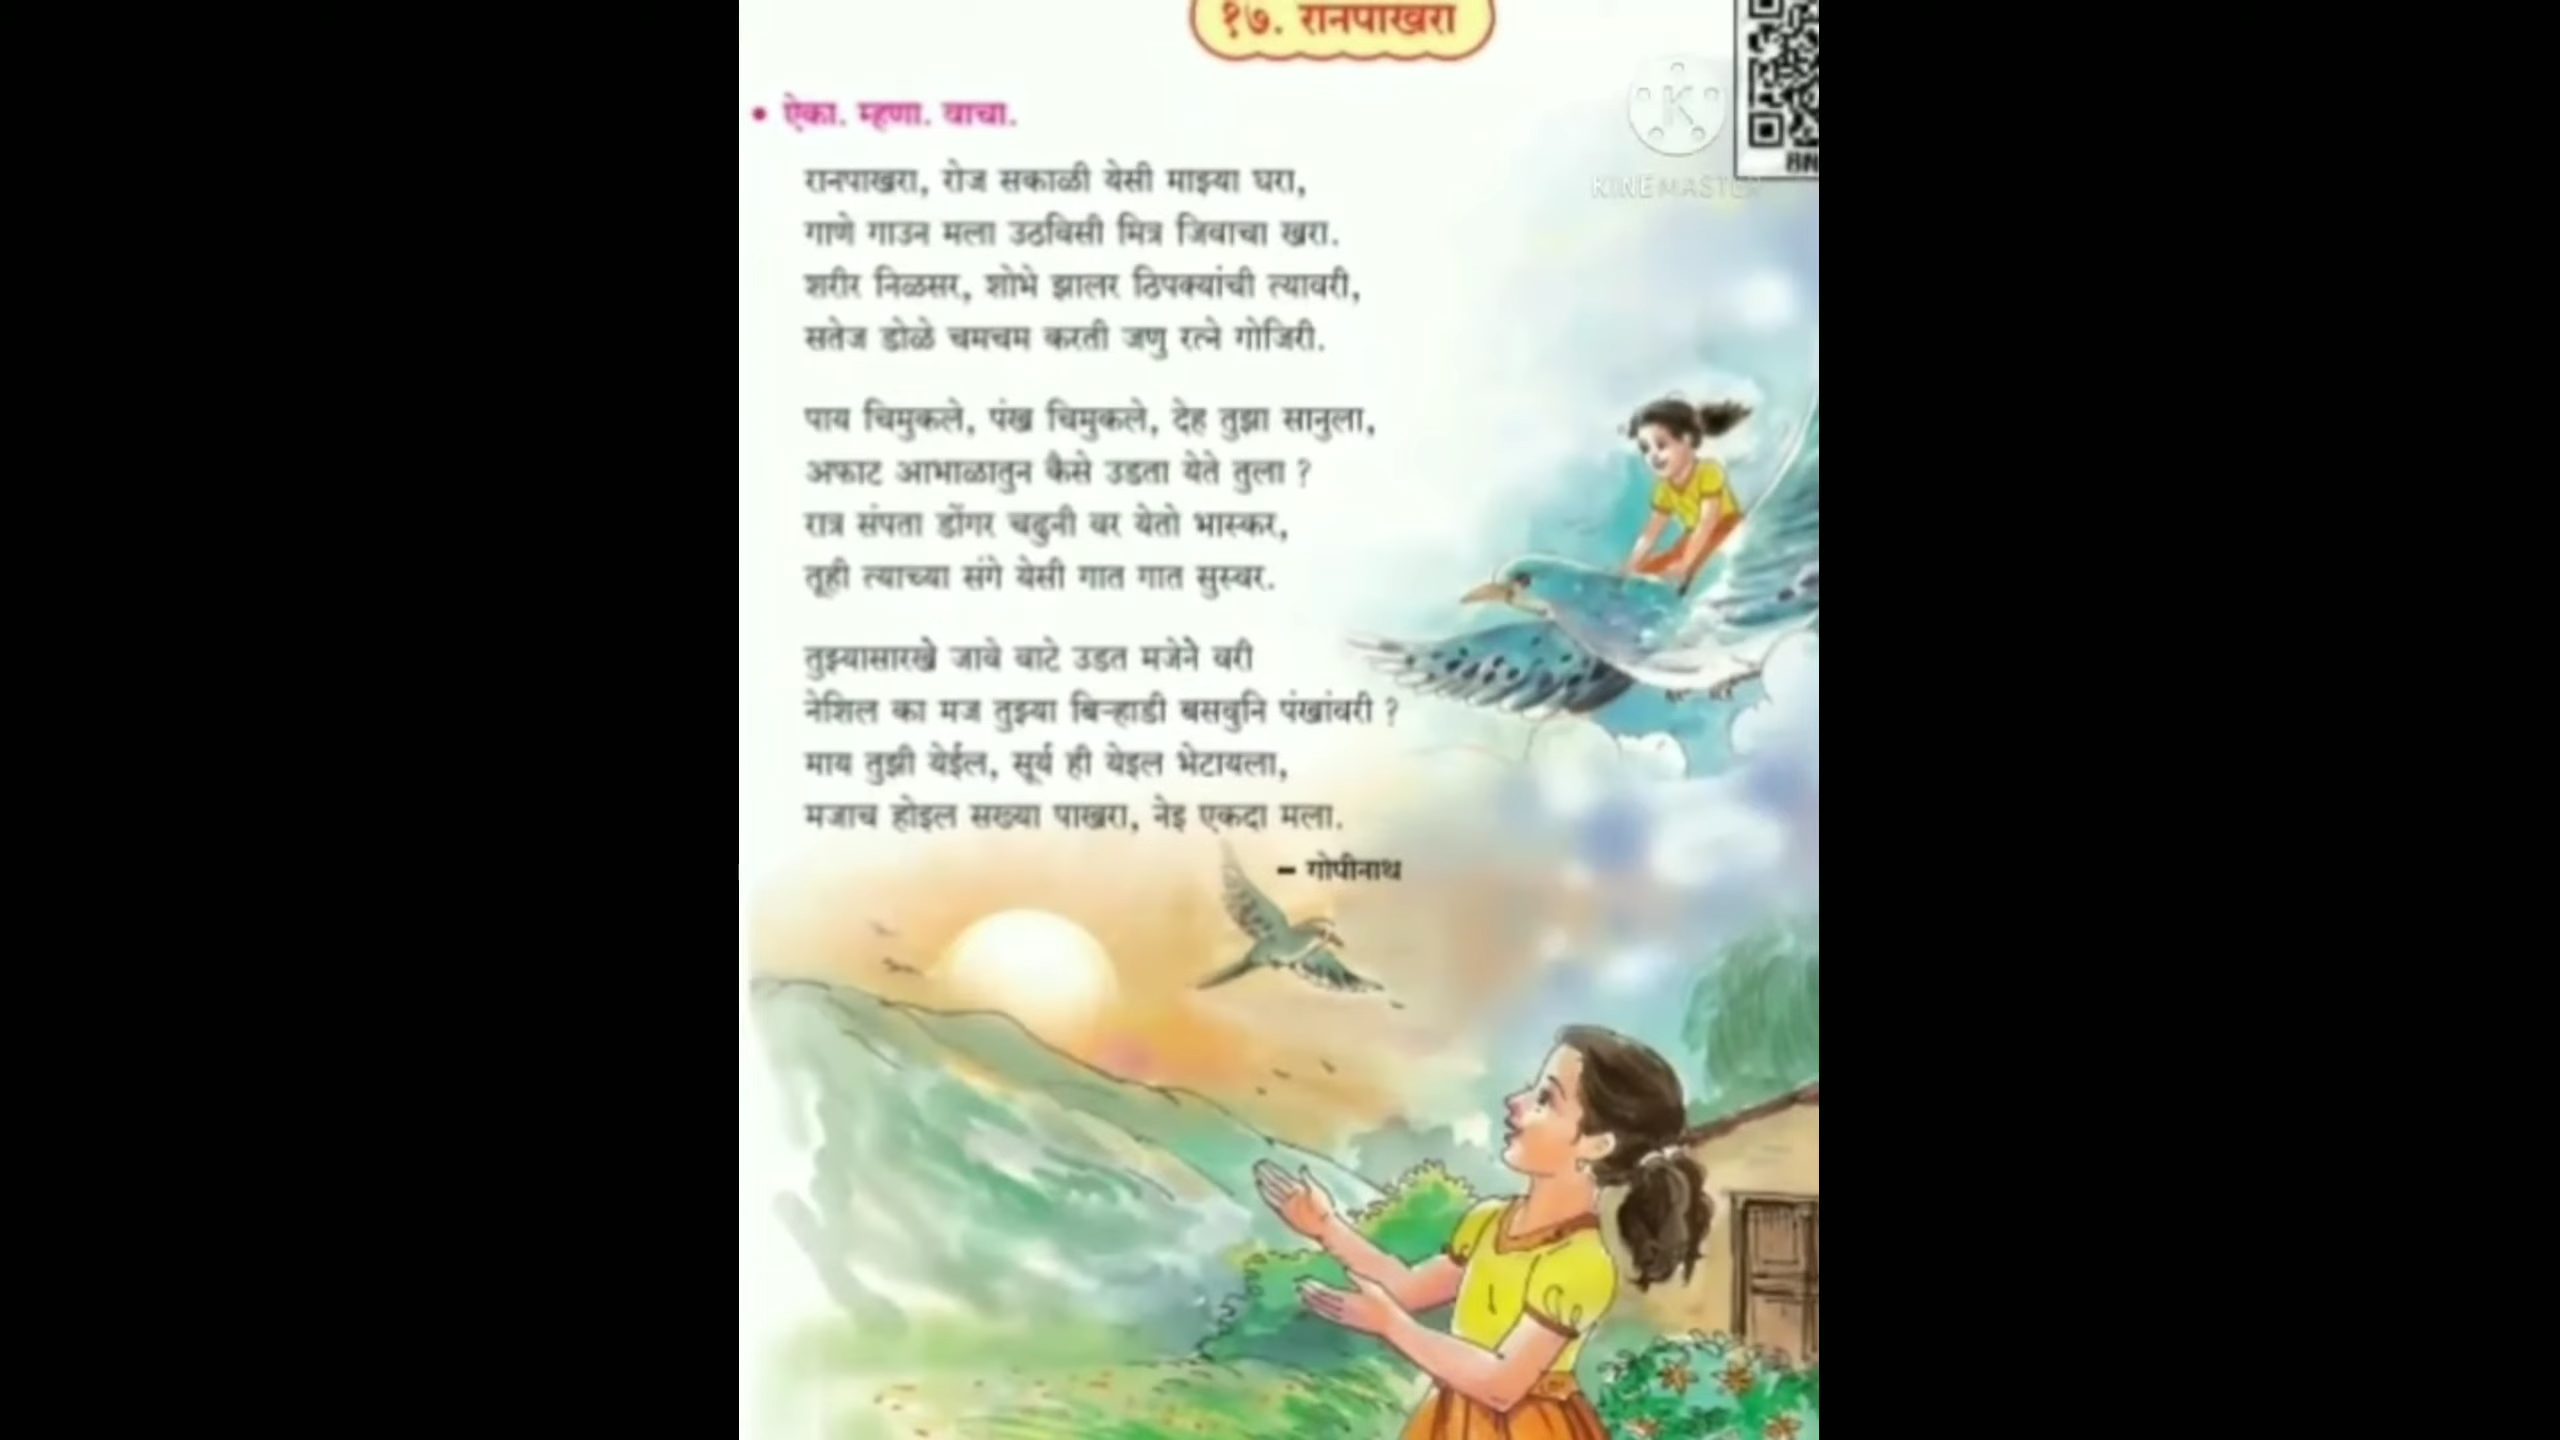 १७. रानपाखरा
• ऐका. म्हणा. वाचा.
KINEMASTER
रानपाखरा, रोज सकाळी येसी माझ्या घरा,
गाणे गाउन मला उठविसी मित्र जिवाचा खरा.
शरीर निळसर, शोभे झालर ठिपक्यांची त्यावरी,
सतेज डोळे चमचम करती जणु रत्ने गोजिरी.
पाय चिमुकले, पंख चिमुकले, देह तुझा सानुला,
अफाट आभाळातुन कैसे उडता येते तुला ?
रात्र संपता डोंगर चढुनी वर येतो भास्कर,
तूही त्याच्या संगे येसी गात गात सुस्वर.
तुझ्यासारखे जावे वाटे उडत मजेने वरी
नेशिल का मज तुझ्या बिऱ्हाडी बसवुनि पंखांवरी ?
माय तुझी येईल, सूर्य ही येइल भेटायला,
मजाच होइल सख्या पाखरा, नेइ एकदा मला.
– गोपीनाथ